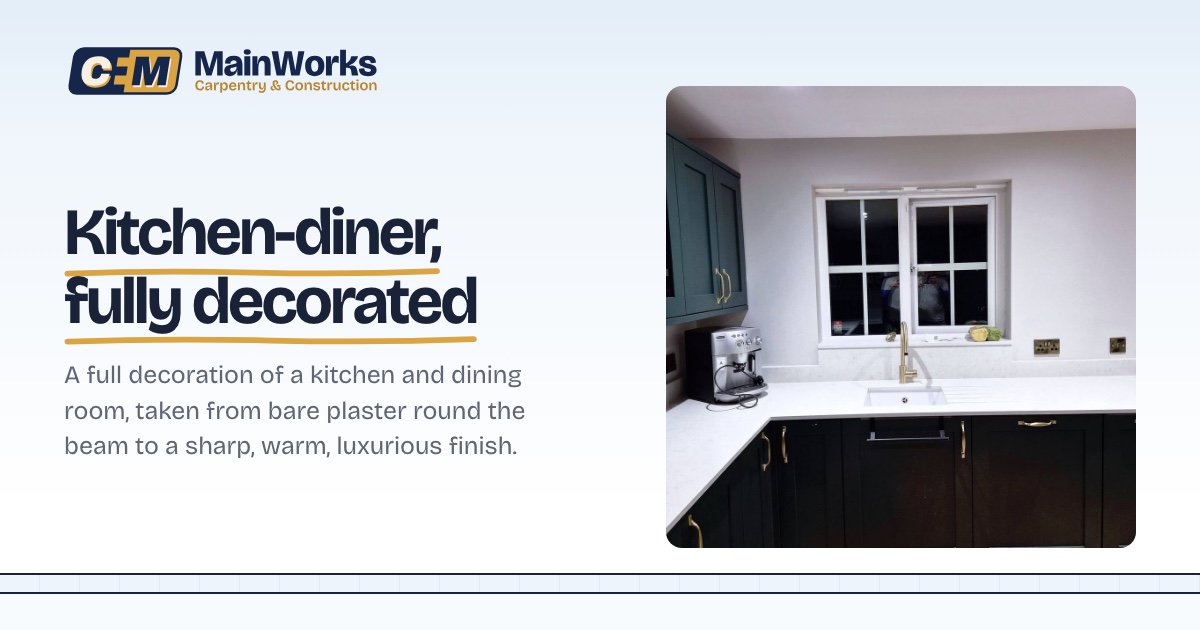 CEM MainWorks
Carpentry & Construction
Kitchen-diner,
fully decorated
A full decoration of a kitchen and dining
room, taken from bare plaster round the
beam to a sharp, warm, luxurious finish.